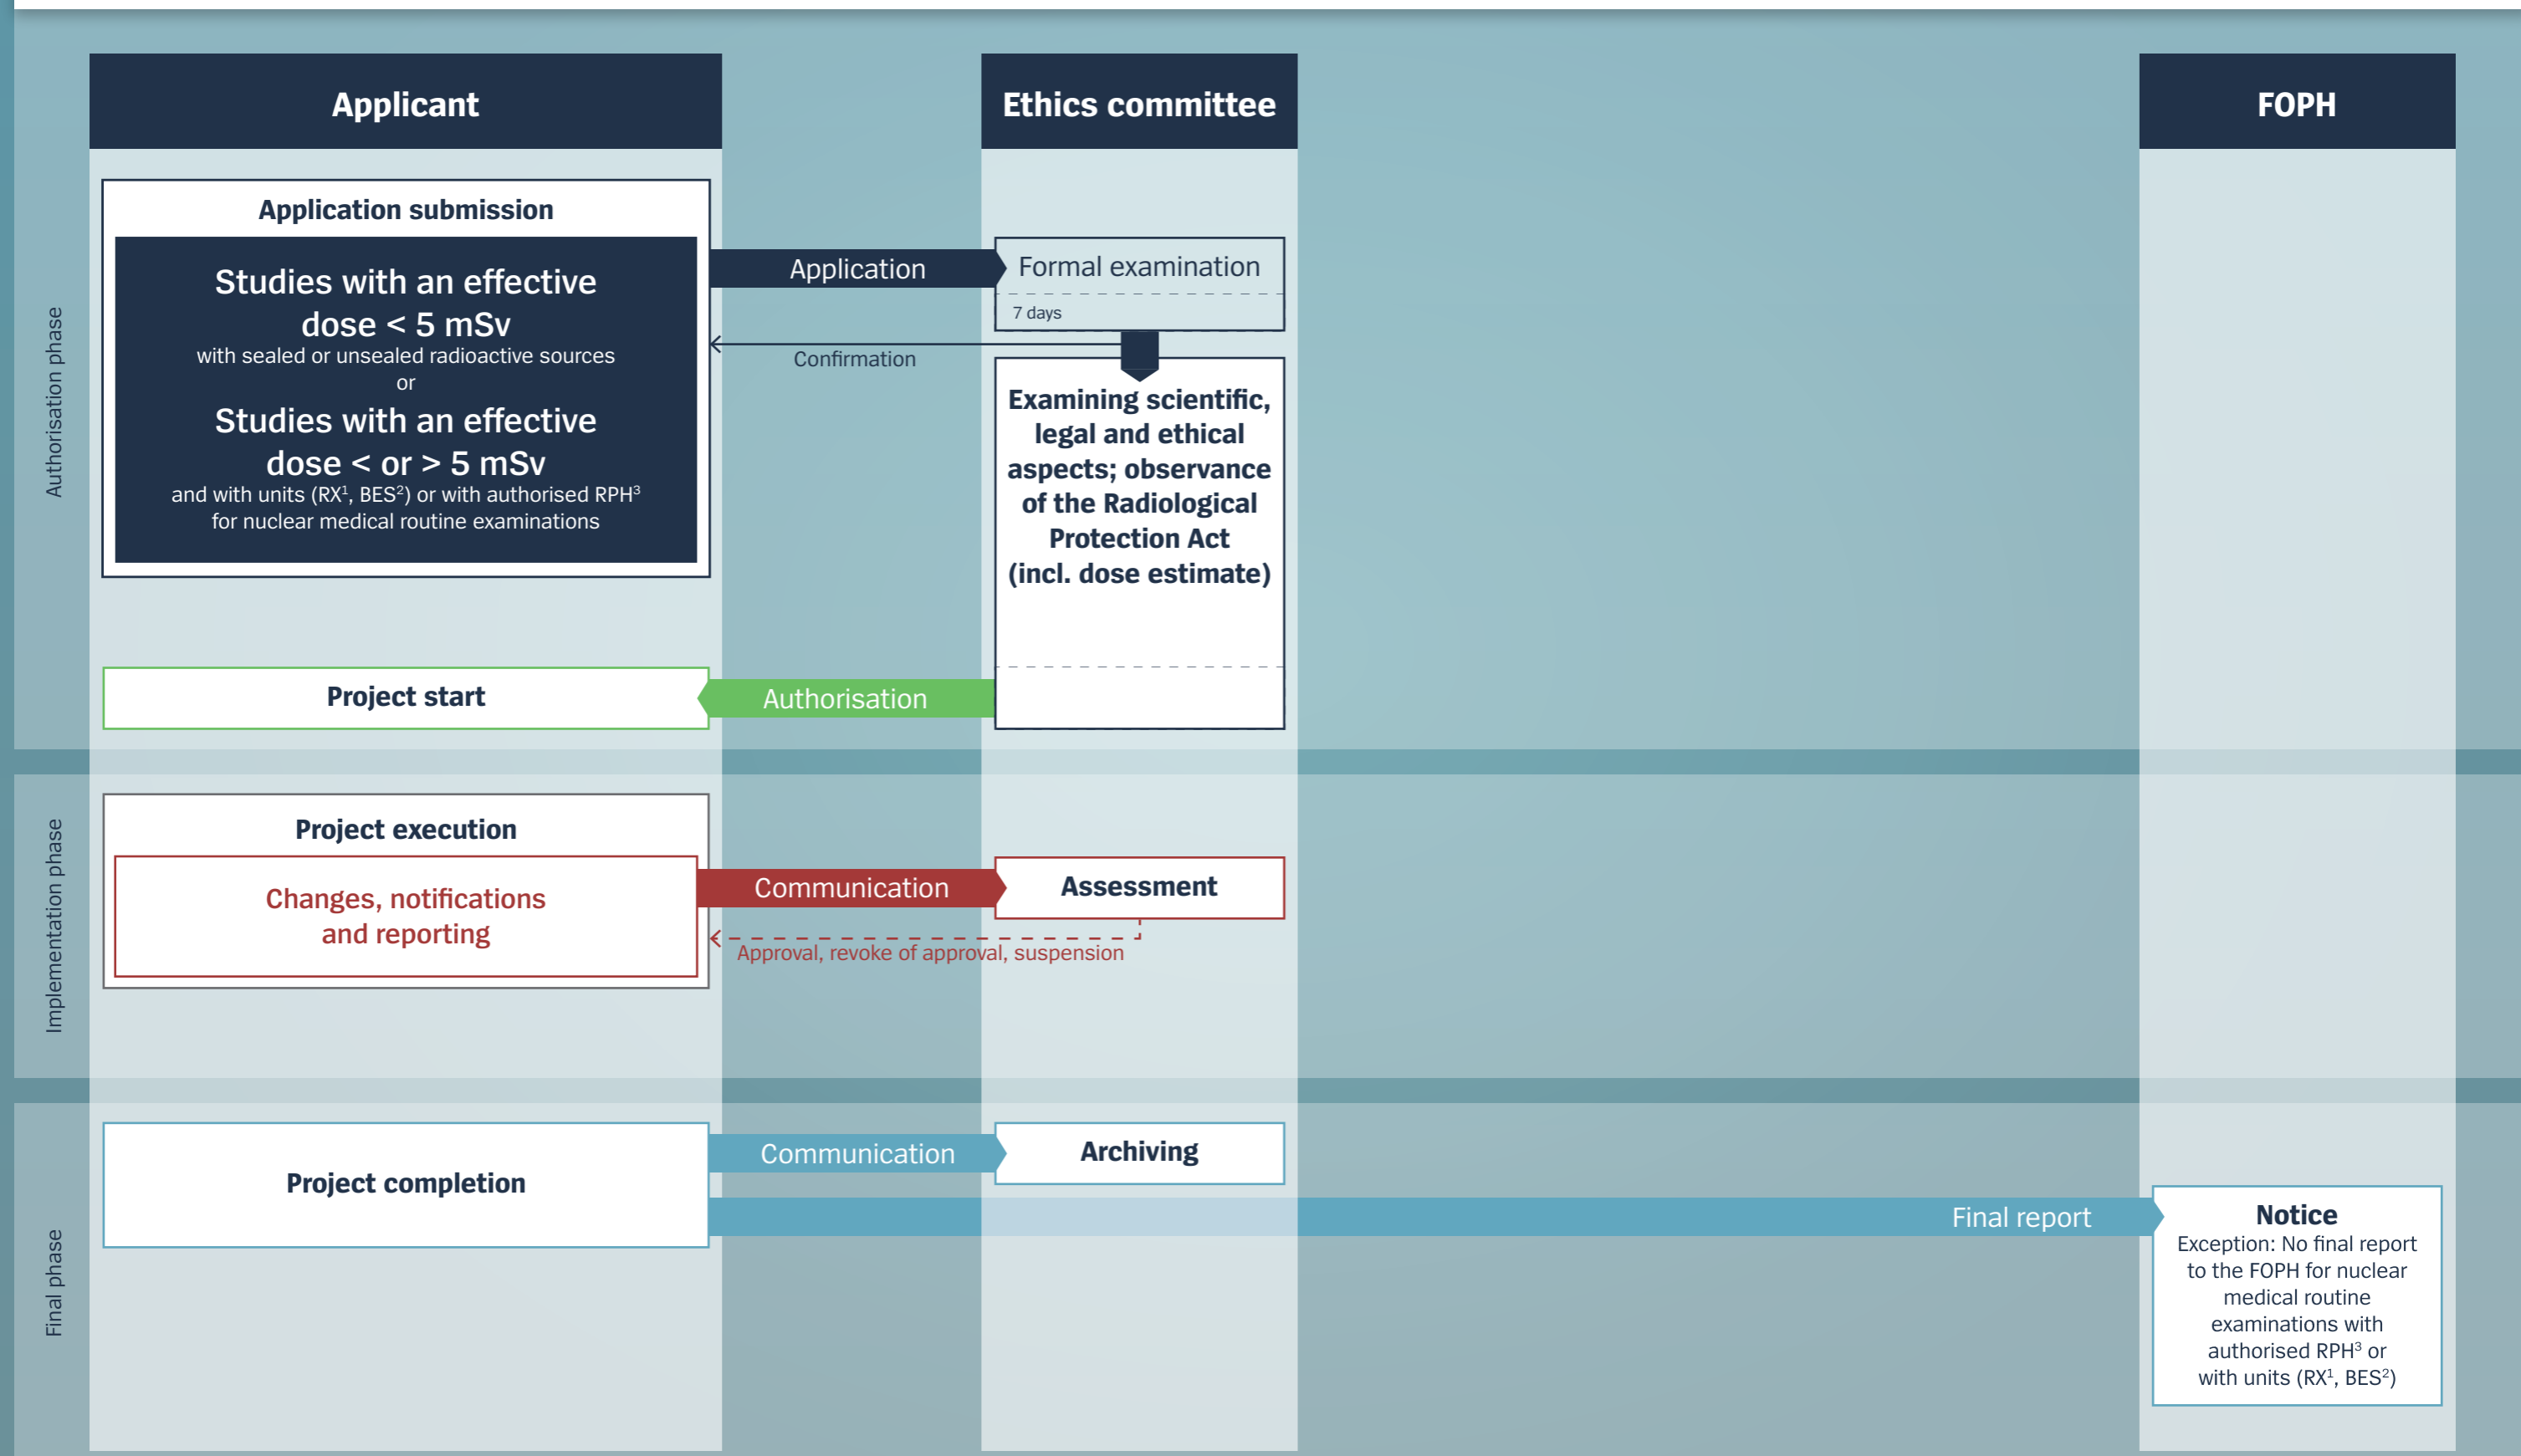 Applicant
Ethics committee
FOPH
Authorisation phase
Application submission
Studies with an effective
dose < 5 mSv
with sealed or unsealed radioactive sources
or
Studies with an effective
dose < or > 5 mSv
and with units (RX¹, BES²) or with authorised RPH³
for nuclear medical routine examinations
Application
Formal examination
7 days
Confirmation
Examining scientific,
legal and ethical
aspects; observance
of the Radiological
Protection Act
(incl. dose estimate)
Project start
Authorisation
Implementation phase
Project execution
Changes, notifications
and reporting
Communication
Assessment
Approval, revoke of approval, suspension
Final phase
Project completion
Communication
Archiving
Final report
Notice
Exception: No final report
to the FOPH for nuclear
medical routine
examinations with
authorised RPH³ or
with units (RX¹, BES²)